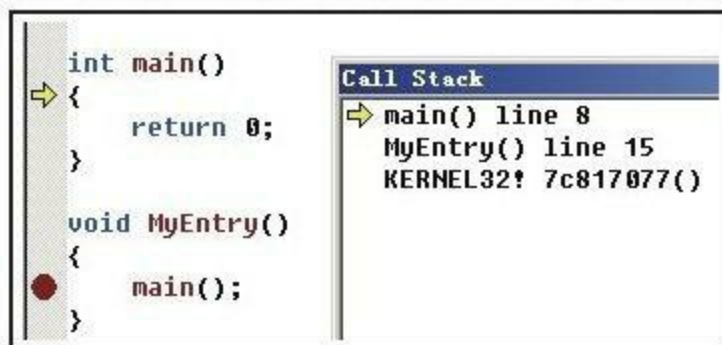 int main()
{
    return 0;
}
void MyEntry()
{
    main();
}
Call Stack
main() line 8
MyEntry() line 15
KERNEL32! 7c817077()